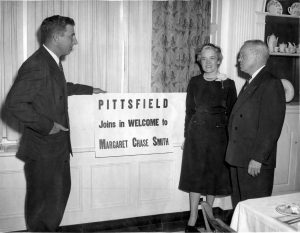 PITTSFIELD
Joins in WELCOME to
MARGARET CHASE SMITH